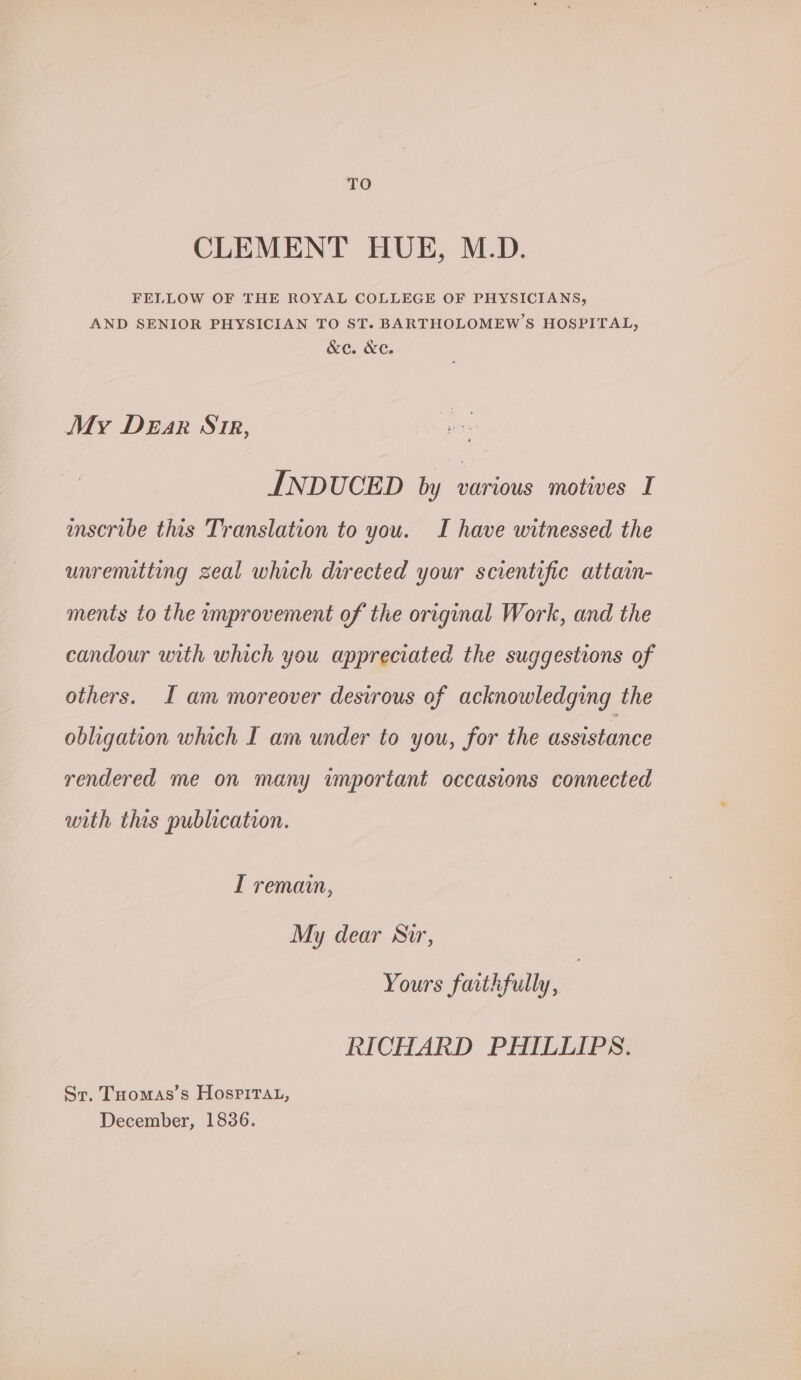 TO
CLEMENT HUE, M.D.
FELLOW OF THE ROYAL COLLEGE OF PHYSICIANS,
AND SENIOR PHYSICIAN TO ST. BARTHOLOMEW'S HOSPITAL,
&c. &c.
MY DEAR SIR,
INDUCED by various motives I
inscribe this Translation to you. I have witnessed the
unremitting zeal which directed your scientific attain-
ments to the improvement of the original Work, and the
candour with which you appreciated the suggestions of
others. I am moreover desirous of acknowledging the
obligation which I am under to you, for the assistance
rendered me on many important occasions connected
with this publication.
I remain,
My dear Sir,
Yours faithfully,
RICHARD PHILLIPS.
ST. THOMAS'S HOSPITAL,
December, 1836.